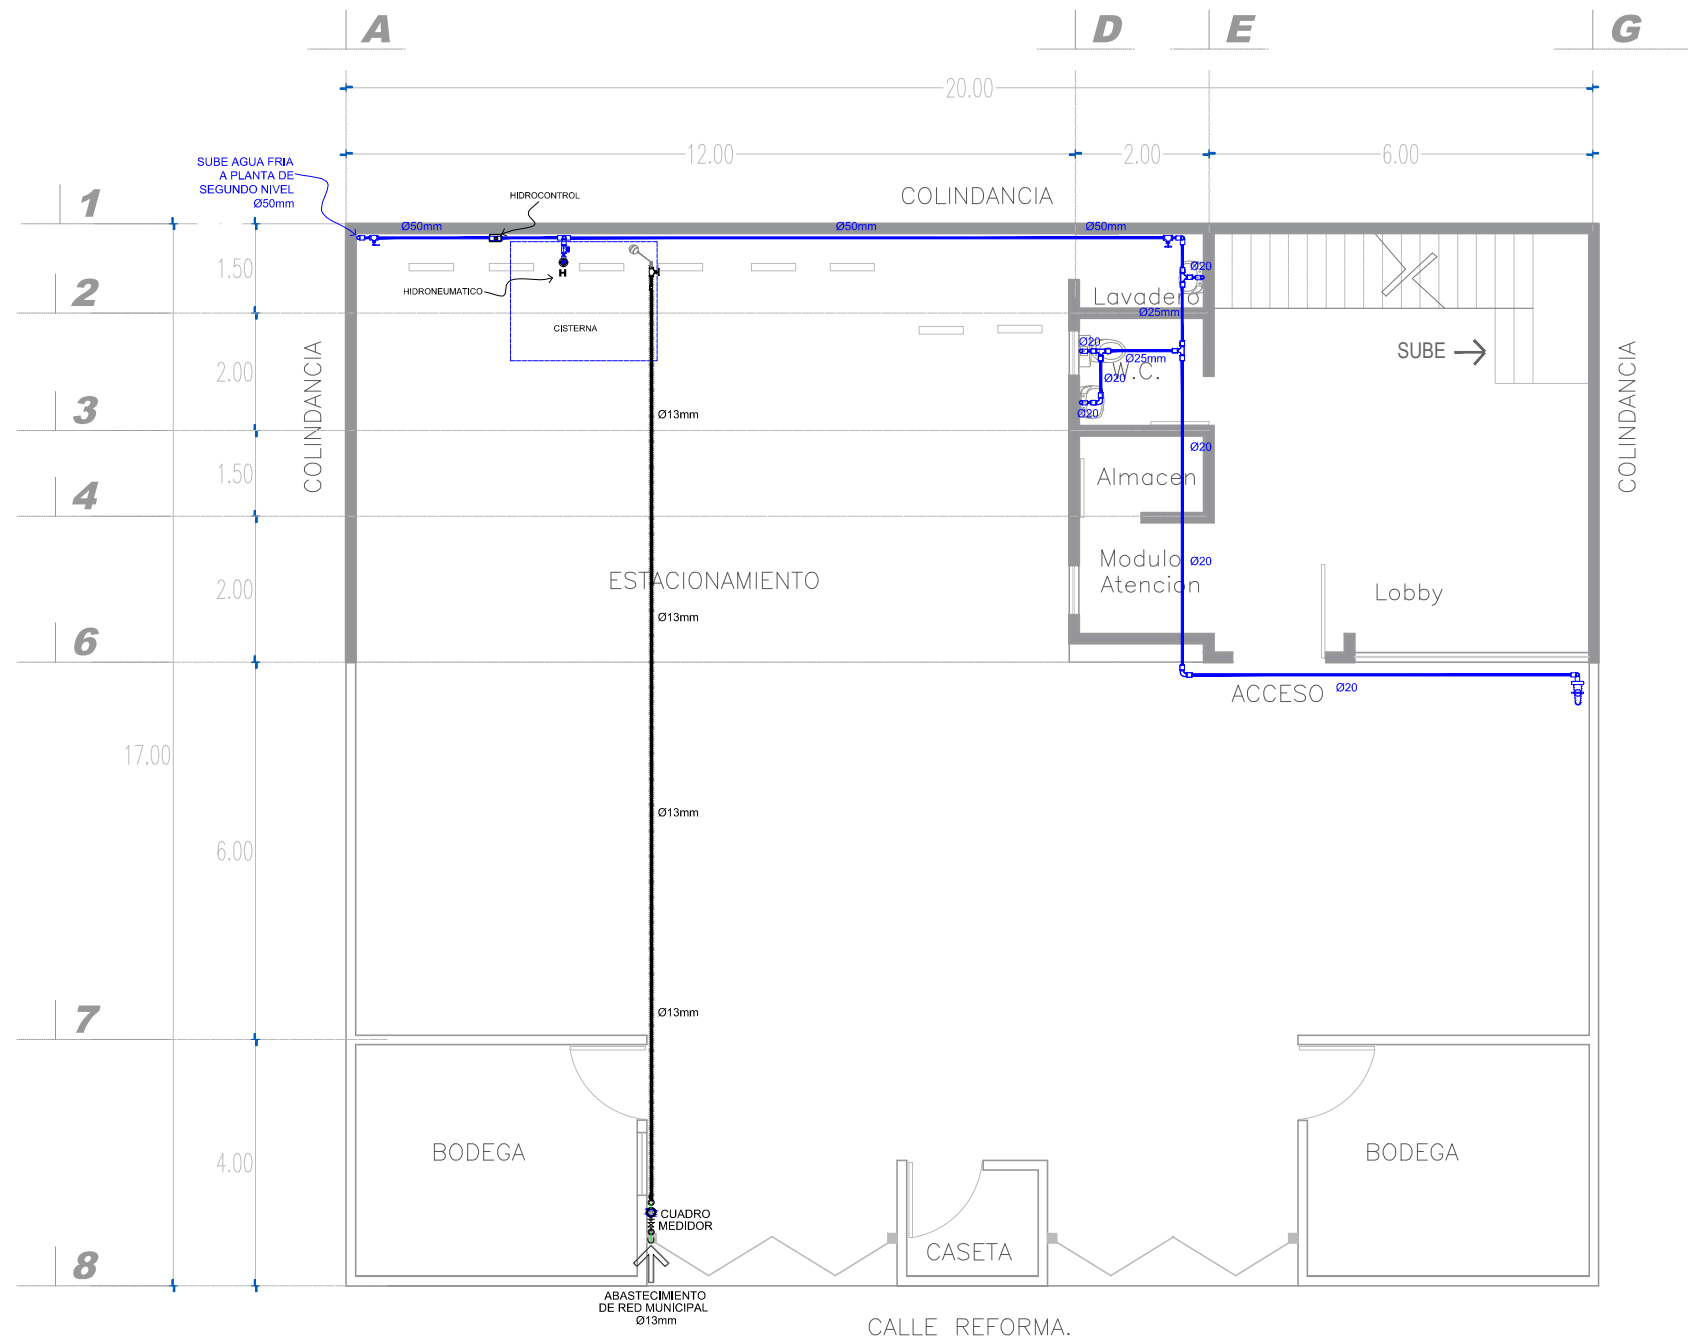 A
D
E
G
20.00
12.00
2.00
6.00
SUBE AGUA FRIA
A PLANTA DE
SEGUNDO NIVEL
Ø50mm
HIDROCONTROL
COLINDANCIA
1
Ø50mm
Ø50mm
Ø50mm
1.50
H
Ø20
2
HIDRONEUMATICO
Lavadero
Ø25mm
CISTERNA
Ø20
Ø25mm
SUBE
COLINDANCIA
COLINDANCIA
2.00
W.C.
Ø20
3
Ø13mm
Ø20
Ø20
1.50
4
Almacen
Modulo
Atencion
Ø20
2.00
ESTACIONAMIENTO
Lobby
Ø13mm
6
ACCESO
Ø20
17.00
Ø13mm
6.00
7
Ø13mm
BODEGA
BODEGA
4.00
CUADRO
MEDIDOR
CASETA
8
ABASTECIMIENTO
DE RED MUNICIPAL
Ø13mm
CALLE REFORMA.